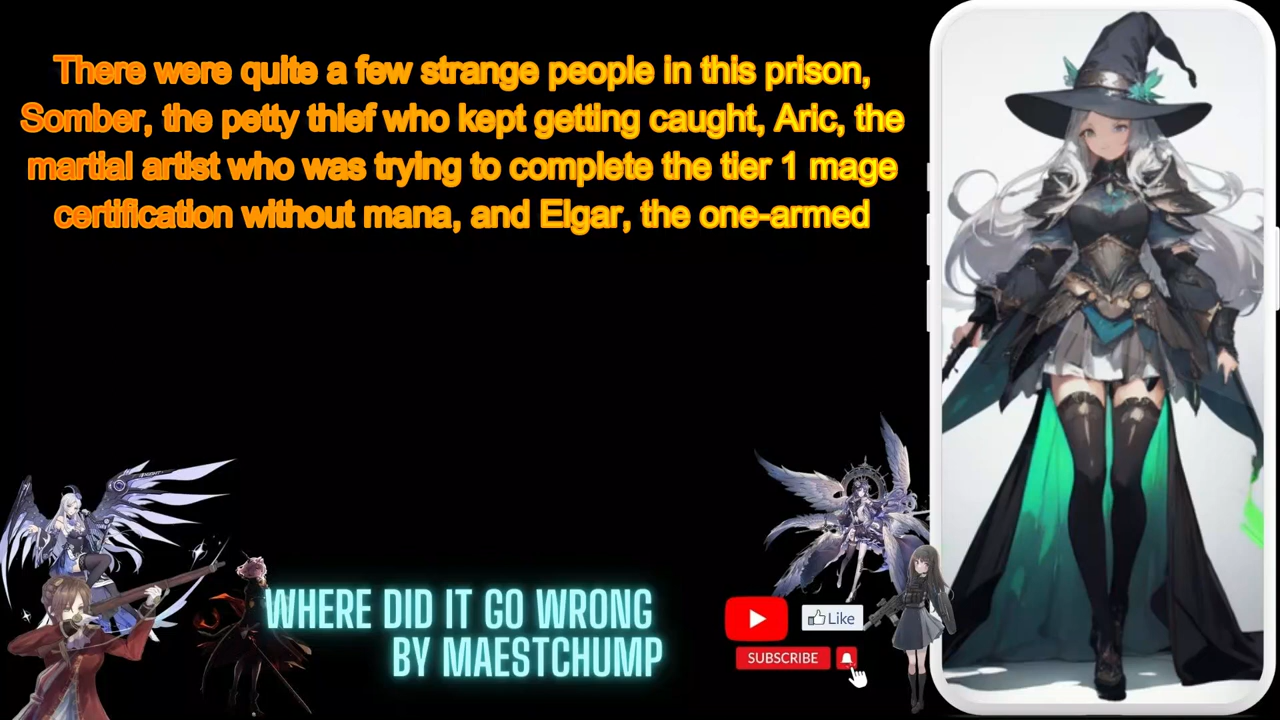 There were quite a few strange people in this prison,
Somber, the petty thief who kept getting caught, Aric, the
martial artist who was trying to complete the tier 1 mage
certification without mana, and Elgar, the one-armed
WHERE DID IT GO WRONG
BY MAESTCHUMP
Like
SUBSCRIBE